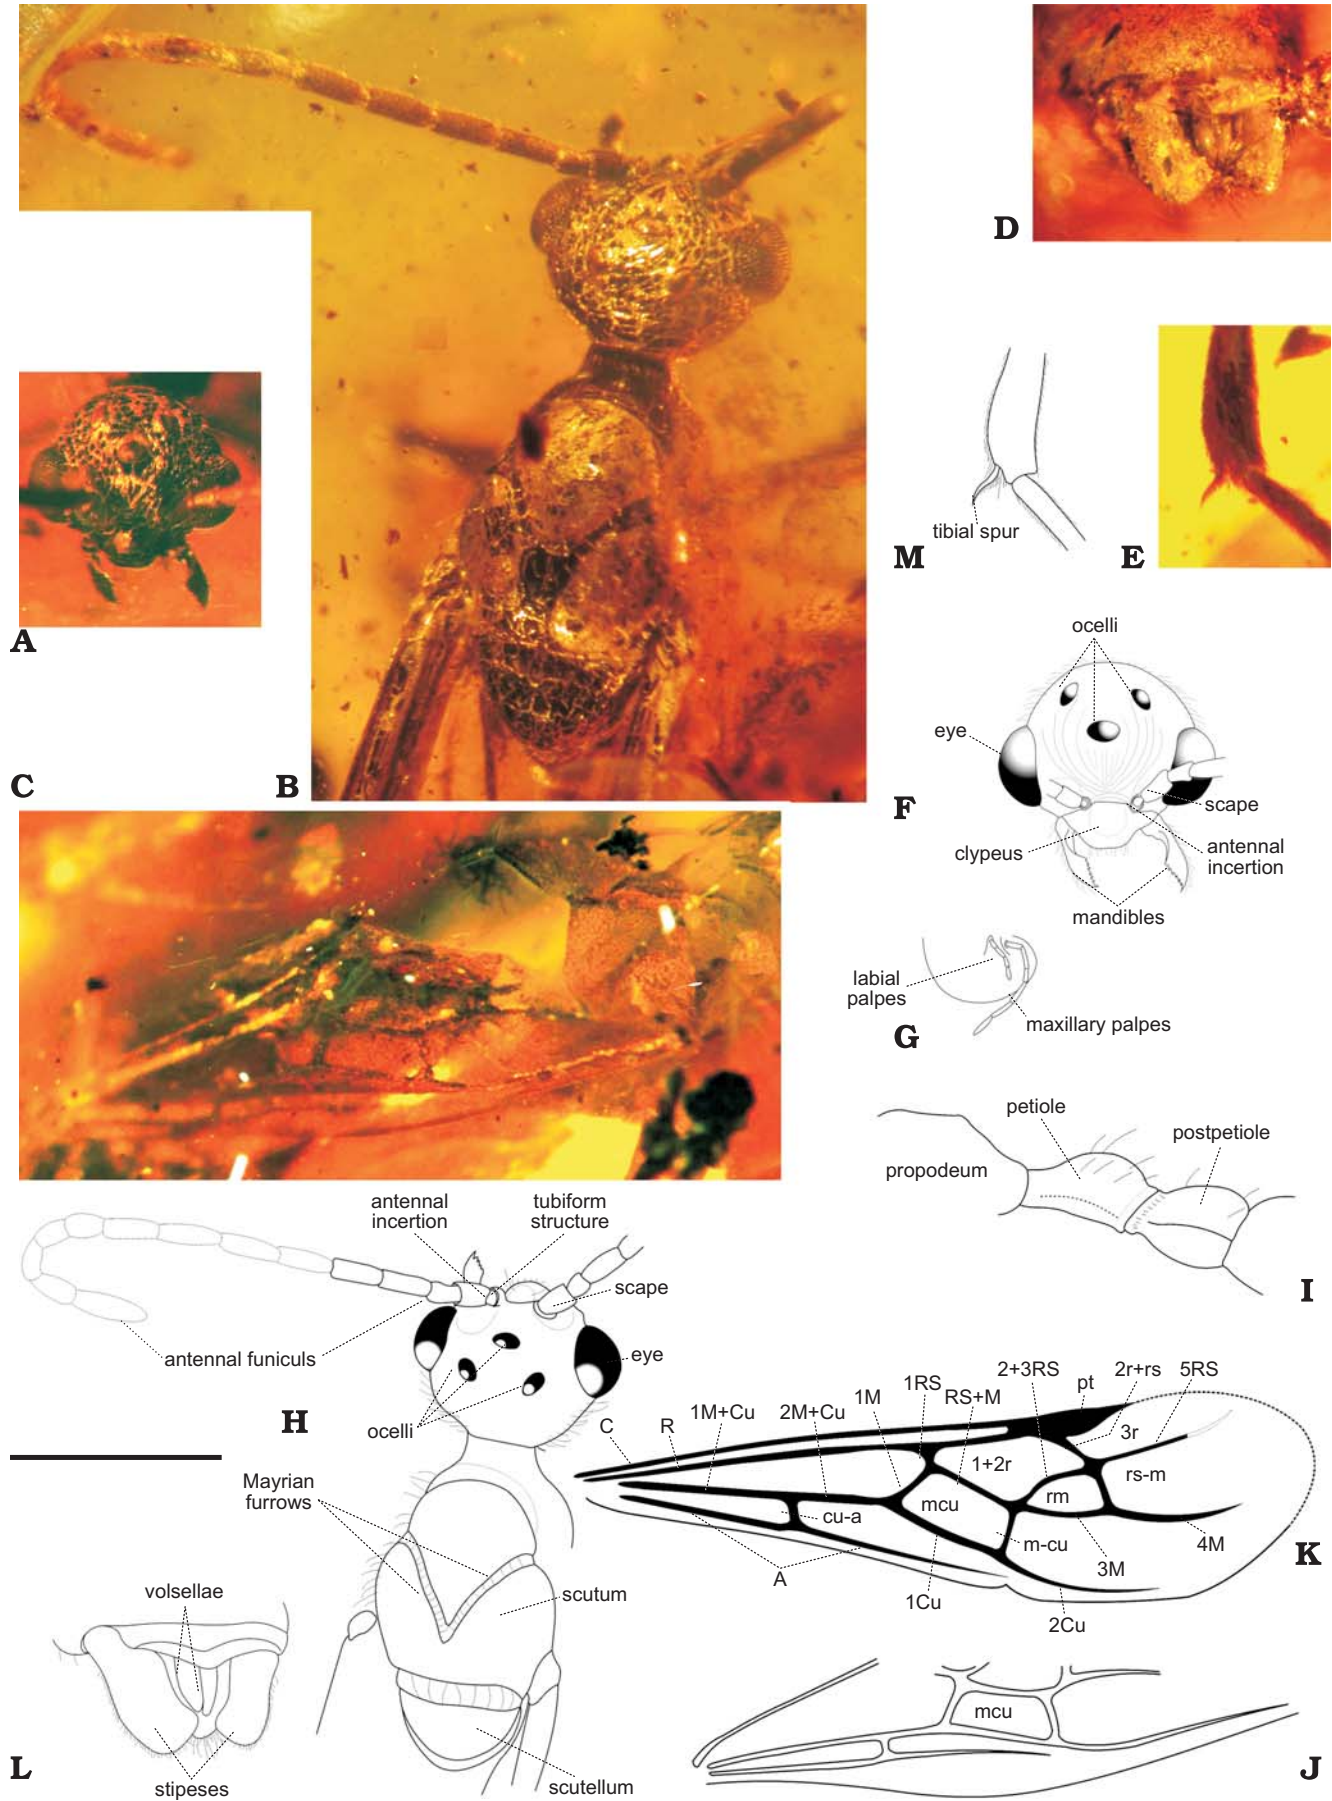 D
A
C
B
tibial spur
M
E
ocelli
eye
F
scape
clypeus
antennal
incertion
mandibles
labial
palpes
G
maxillary palpes
petiole
postpetiole
propodeum
I
antennal
incertion
tubiform
structure
scape
antennal funiculs
eye
H
ocelli
Mayrian
furrows
scutum
scutellum
volsellae
L
stipeses
C
R
1M+Cu
2M+Cu
1M
1RS
RS+M
2+3RS
pt
2r+rs
5RS
3r
1+2r
rs-m
rm
mcu
cu-a
m-cu
A
1Cu
3M
4M
2Cu
K
mcu
J